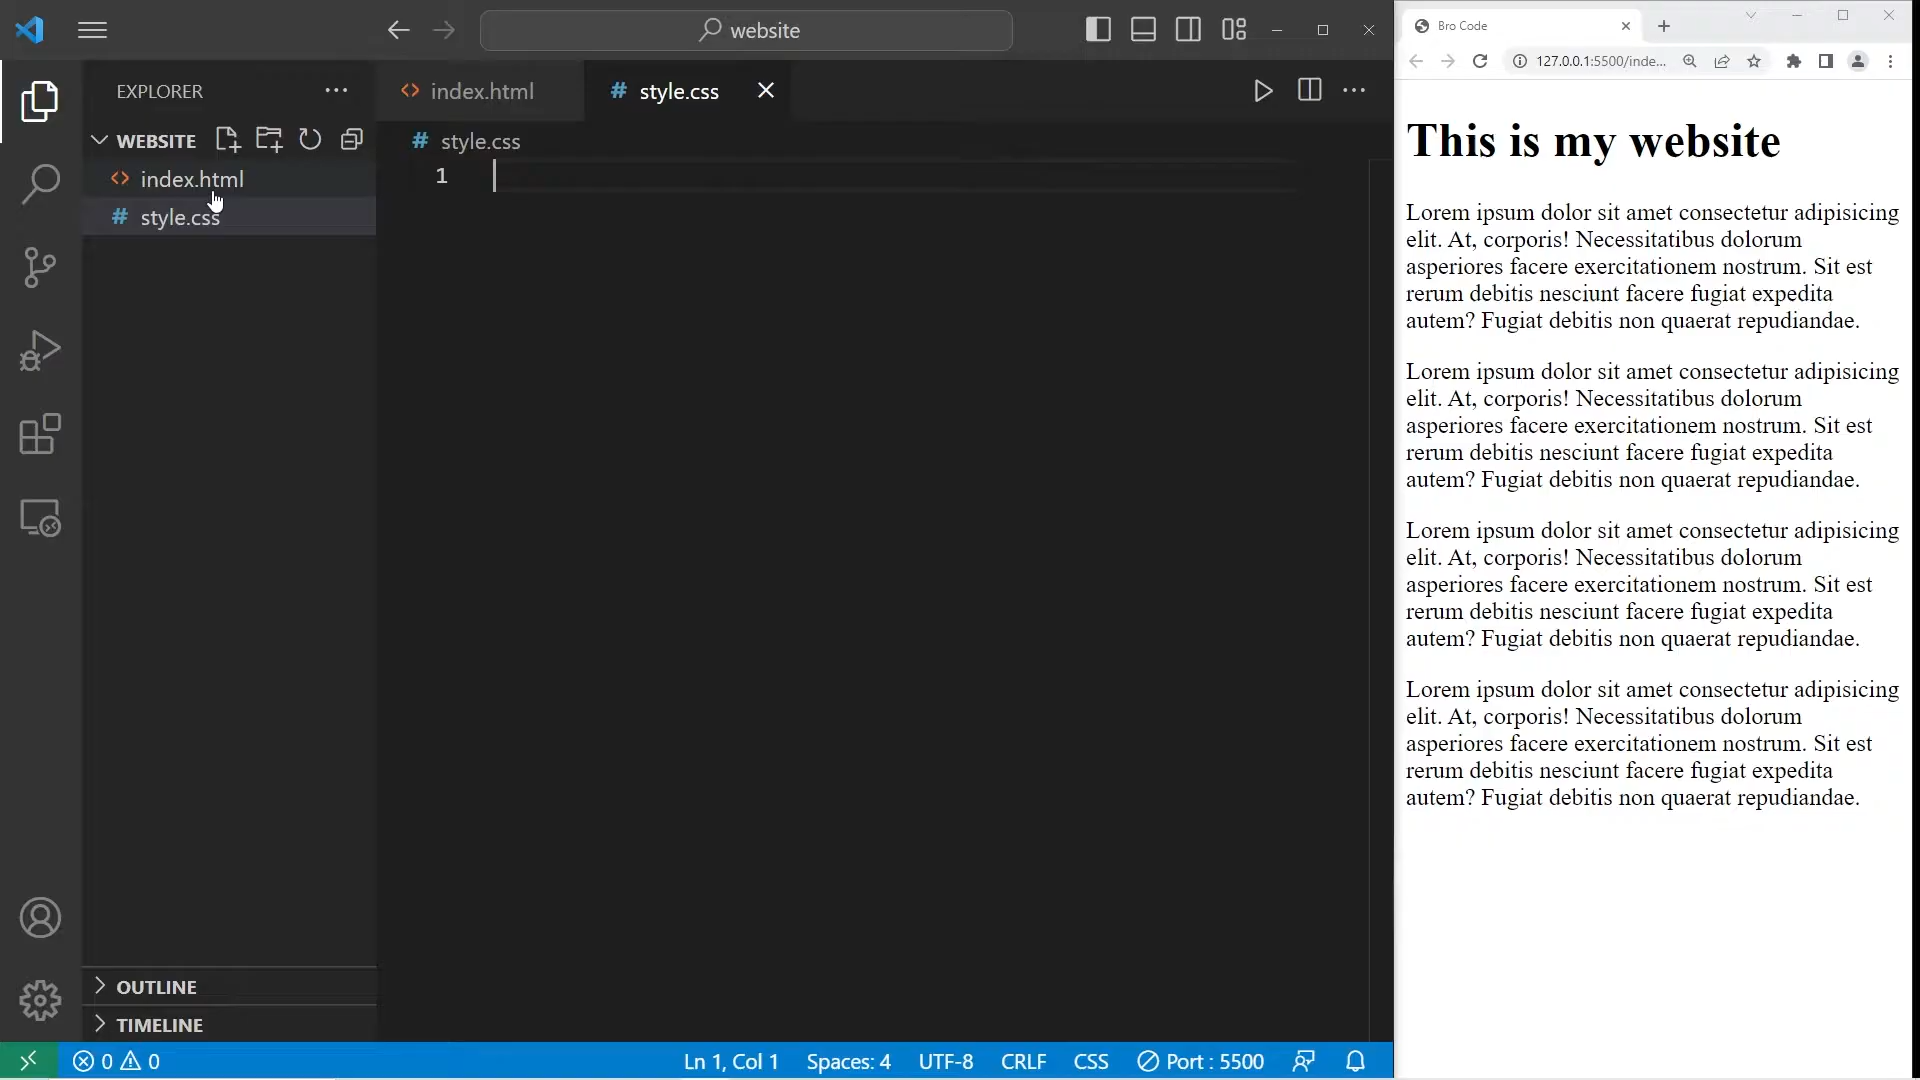 website
EXPLORER
WEBSITE
index.html
style.css
OUTLINE
TIMELINE
index.html
# style.css
# style.css
1
0 0
Ln 1, Col 1
Spaces: 4
UTF-8
CRLF
CSS
Port : 5500
Bro Code
127.0.0.1:5500/inde...
This is my website
Lorem ipsum dolor sit amet consectetur adipisicing
elit. At, corporis! Necessitatibus dolorum
asperiores facere exercitationem nostrum. Sit est
rerum debitis nesciunt facere fugiat expedita
autem? Fugiat debitis non quaerat repudiandae.
Lorem ipsum dolor sit amet consectetur adipisicing
elit. At, corporis! Necessitatibus dolorum
asperiores facere exercitationem nostrum. Sit est
rerum debitis nesciunt facere fugiat expedita
autem? Fugiat debitis non quaerat repudiandae.
Lorem ipsum dolor sit amet consectetur adipisicing
elit. At, corporis! Necessitatibus dolorum
asperiores facere exercitationem nostrum. Sit est
rerum debitis nesciunt facere fugiat expedita
autem? Fugiat debitis non quaerat repudiandae.
Lorem ipsum dolor sit amet consectetur adipisicing
elit. At, corporis! Necessitatibus dolorum
asperiores facere exercitationem nostrum. Sit est
rerum debitis nesciunt facere fugiat expedita
autem? Fugiat debitis non quaerat repudiandae.